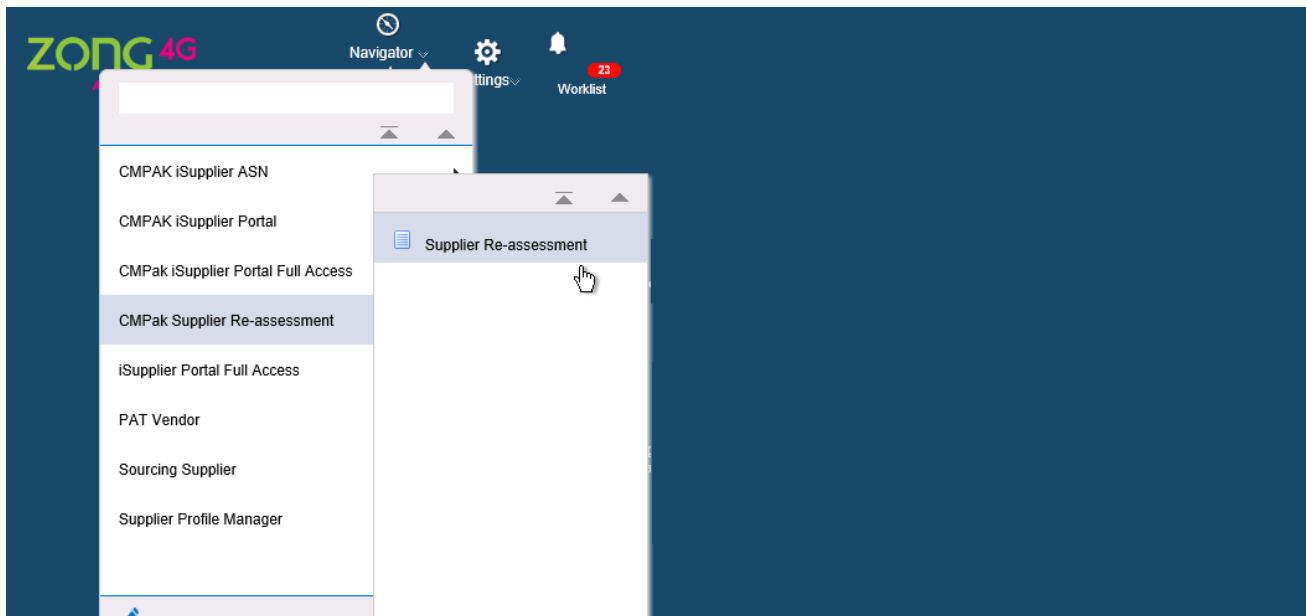 ZONG 4G
Navigator
ttings
23
Worklist
CMPAK iSupplier ASN
CMPAK iSupplier Portal
CMPak iSupplier Portal Full Access
CMPak Supplier Re-assessment
iSupplier Portal Full Access
PAT Vendor
Sourcing Supplier
Supplier Profile Manager
Supplier Re-assessment